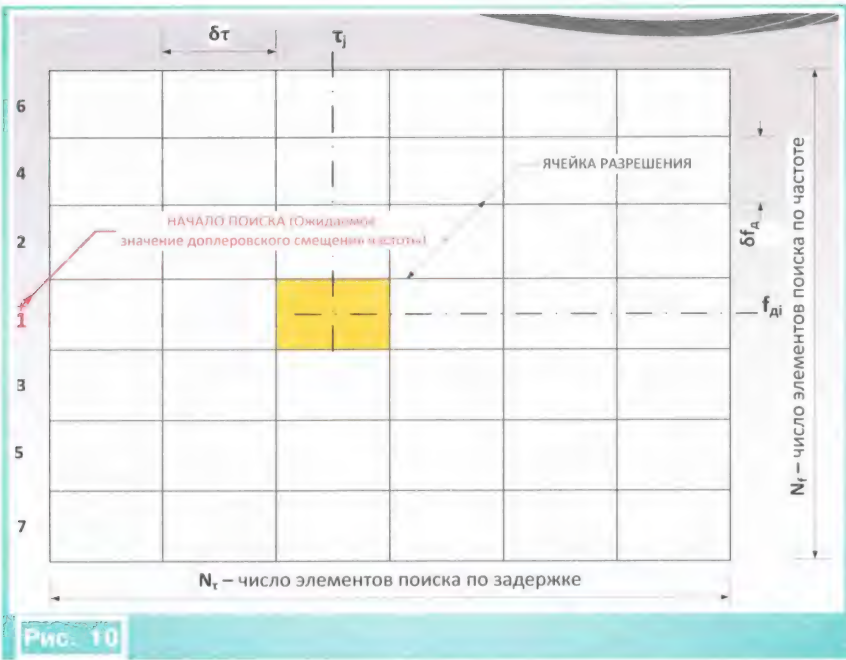 δτ
τj
6
4
ЯЧЕЙКА РАЗРЕШЕНИЯ
НАЧАЛО ПОИСКА (Ожидаемое
значение доплеровского смещения частоты)
2
δfд
1
fдi
3
5
7
Nf – число элементов поиска по частоте
Nτ – число элементов поиска по задержке
Рис. 10